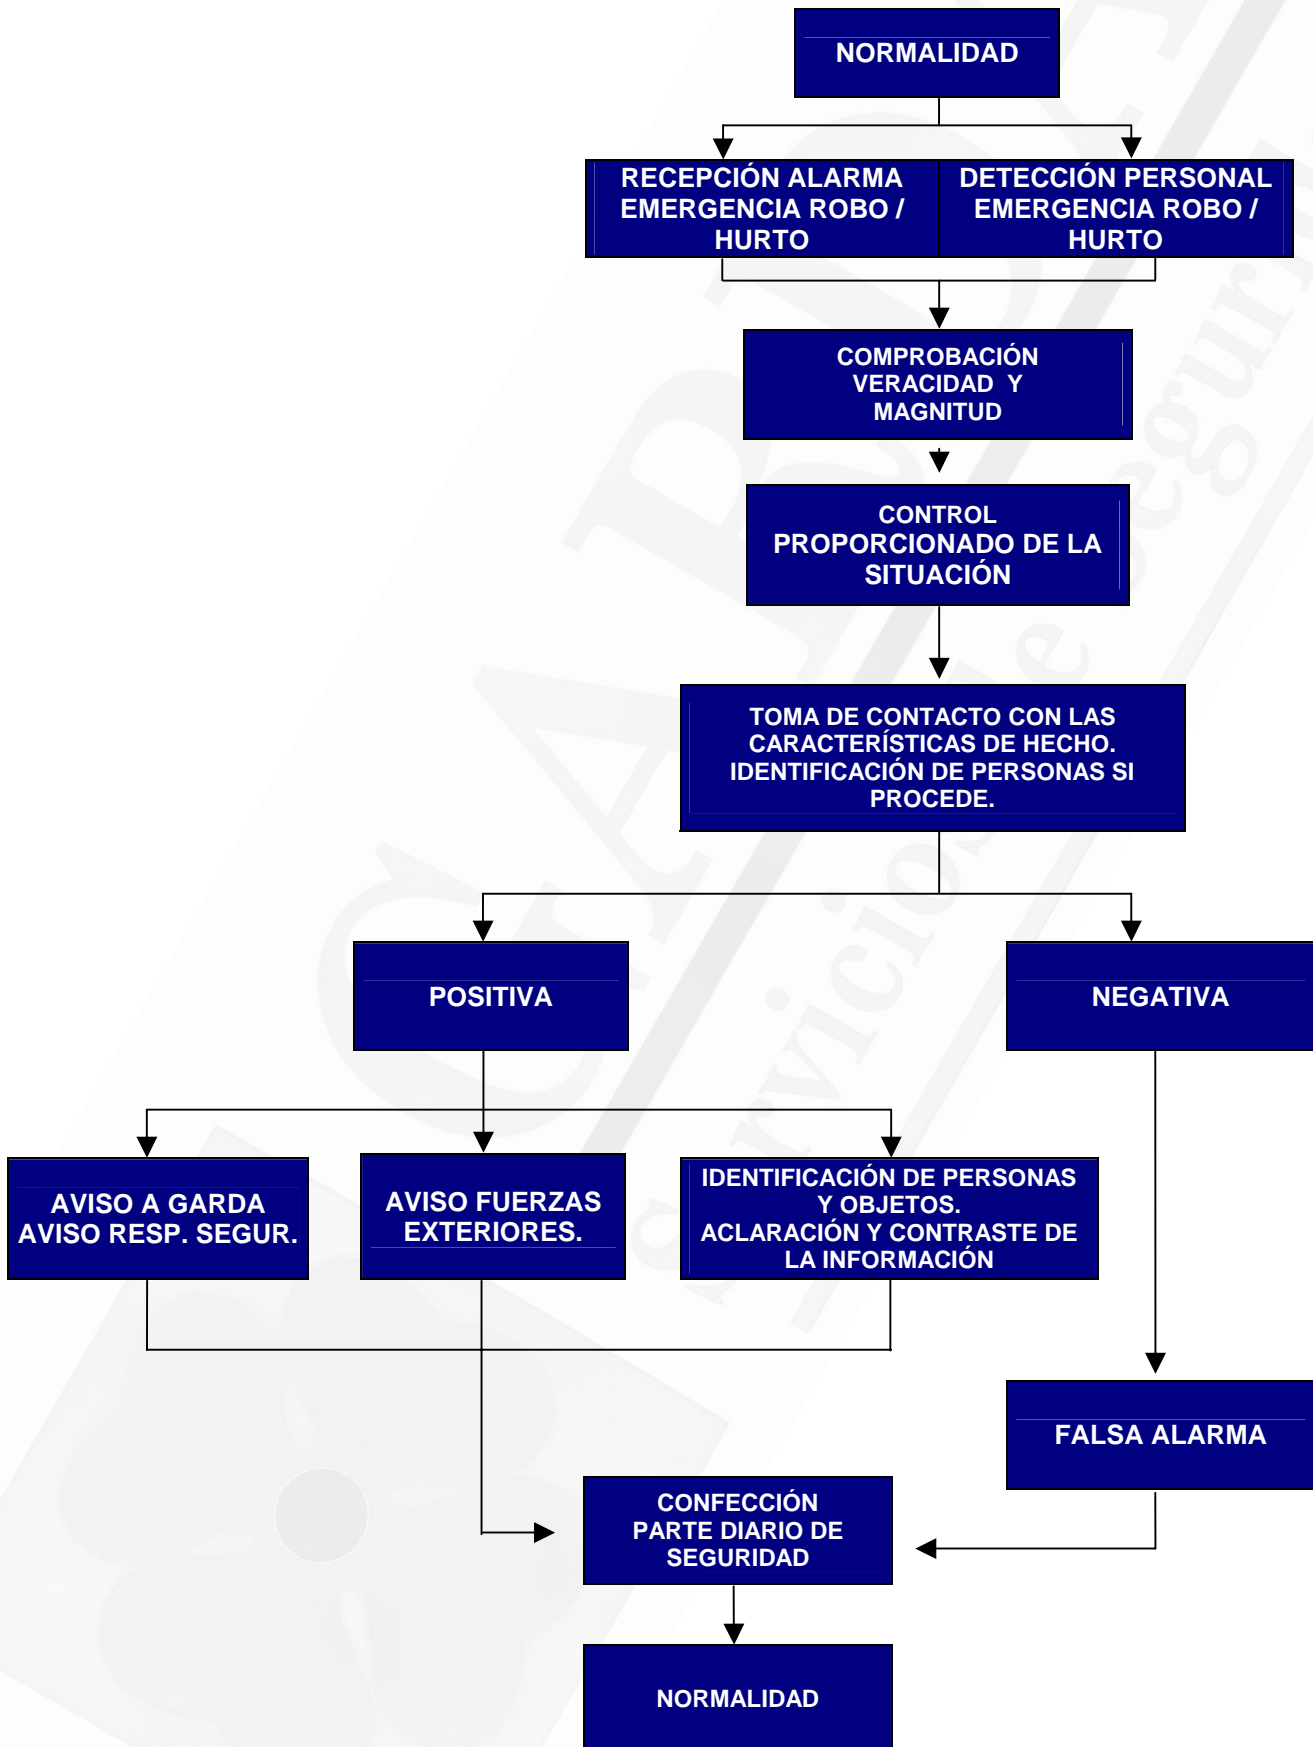 NORMALIDAD
RECEPCIÓN ALARMA
EMERGENCIA ROBO /
HURTO
DETECCIÓN PERSONAL
EMERGENCIA ROBO /
HURTO
COMPROBACIÓN
VERACIDAD Y
MAGNITUD
CONTROL
PROPORCIONADO DE LA
SITUACIÓN
TOMA DE CONTACTO CON LAS
CARACTERÍSTICAS DE HECHO.
IDENTIFICACIÓN DE PERSONAS SI
PROCEDE.
POSITIVA
NEGATIVA
AVISO A GARDA
AVISO RESP. SEGUR.
AVISO FUERZAS
EXTERIORES.
IDENTIFICACIÓN DE PERSONAS
Y OBJETOS.
ACLARACIÓN Y CONTRASTE DE
LA INFORMACIÓN
FALSA ALARMA
CONFECCIÓN
PARTE DIARIO DE
SEGURIDAD
NORMALIDAD